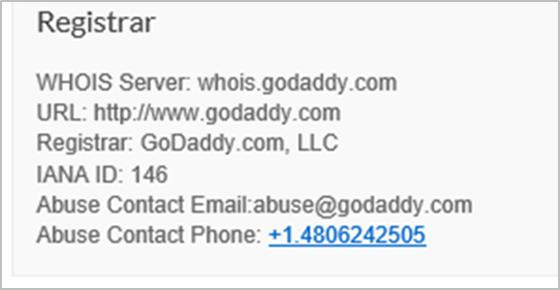 Registrar
WHOIS Server: whois.godaddy.com
URL: http://www.godaddy.com
Registrar: GoDaddy.com, LLC
IANA ID: 146
Abuse Contact Email:abuse@godaddy.com
Abuse Contact Phone: +1.4806242505